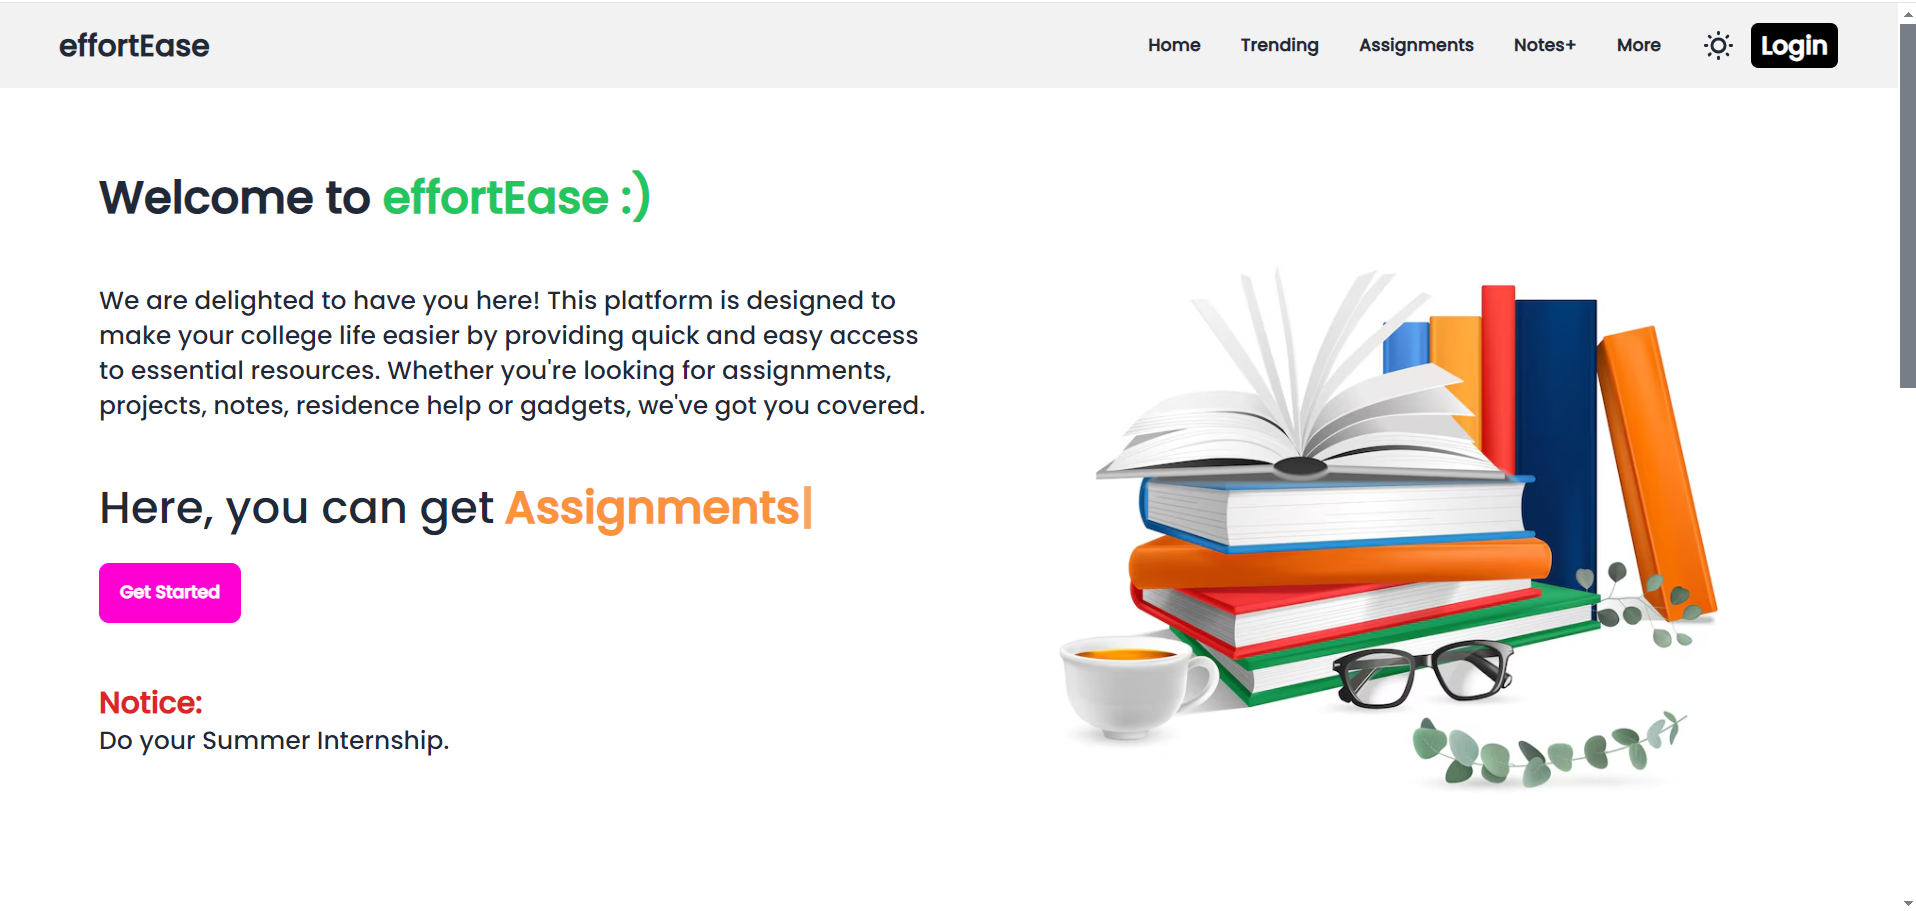 effortEase
Home
Trending
Assignments
Notes+
More
Login
Welcome to effortEase :)
We are delighted to have you here! This platform is designed to
make your college life easier by providing quick and easy access
to essential resources. Whether you're looking for assignments,
projects, notes, residence help or gadgets, we've got you covered.
Here, you can get Assignments|
Get Started
Notice:
Do your Summer Internship.